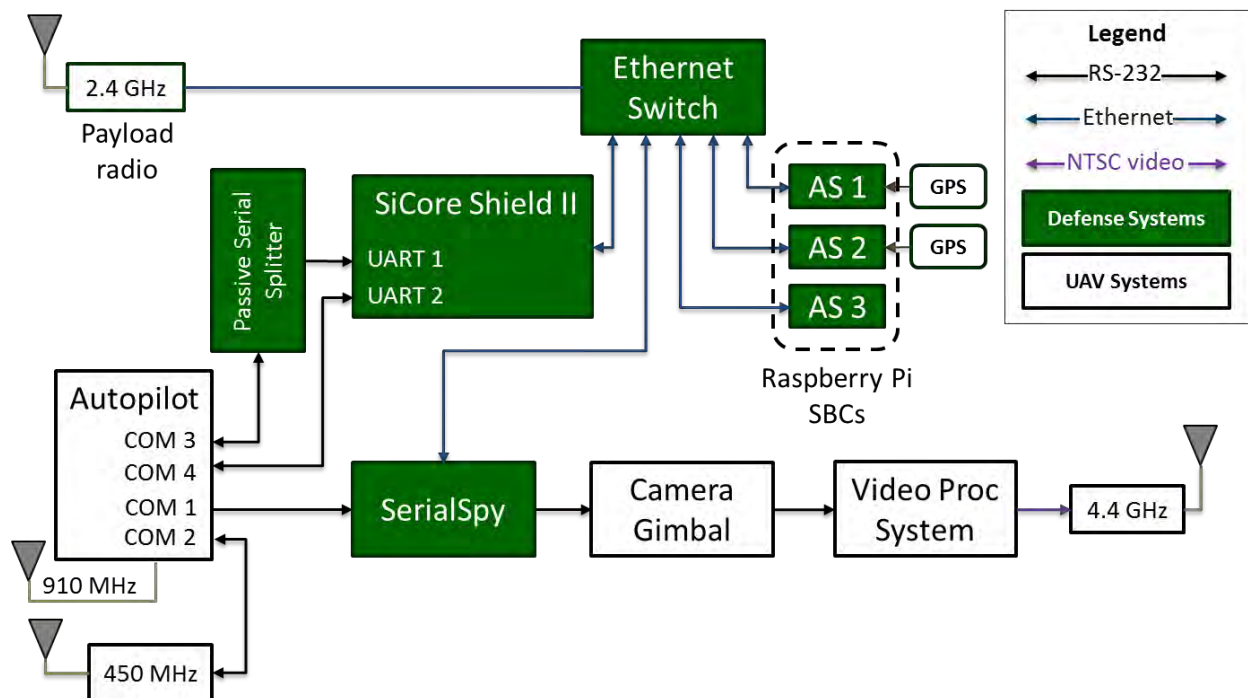 2.4 GHz
Payload
radio
Ethernet
Switch
Legend
RS-232
Ethernet
NTSC video
Defense Systems
UAV Systems
Passive Serial
Splitter
SiCore Shield II
UART 1
UART 2
AS 1
GPS
AS 2
GPS
AS 3
Raspberry Pi
SBCs
Autopilot
COM 3
COM 4
COM 1
COM 2
SerialSpy
Camera
Gimbal
Video Proc
System
4.4 GHz
910 MHz
450 MHz